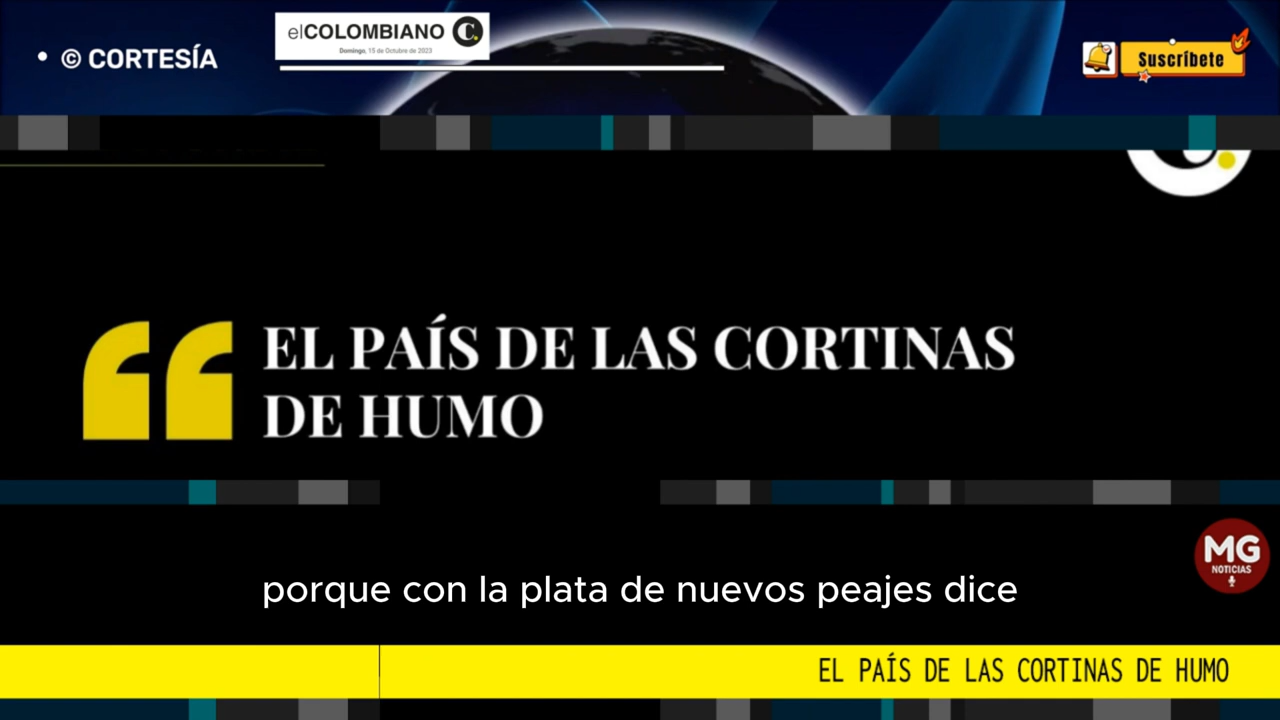 • © CORTESÍA
elCOLOMBIANO C.
Domingo, 15 de Octubre de 2023
Suscríbete
“ EL PAÍS DE LAS CORTINAS
DE HUMO
MG
NOTICIAS
porque con la plata de nuevos peajes dice
EL PAÍS DE LAS CORTINAS DE HUMO